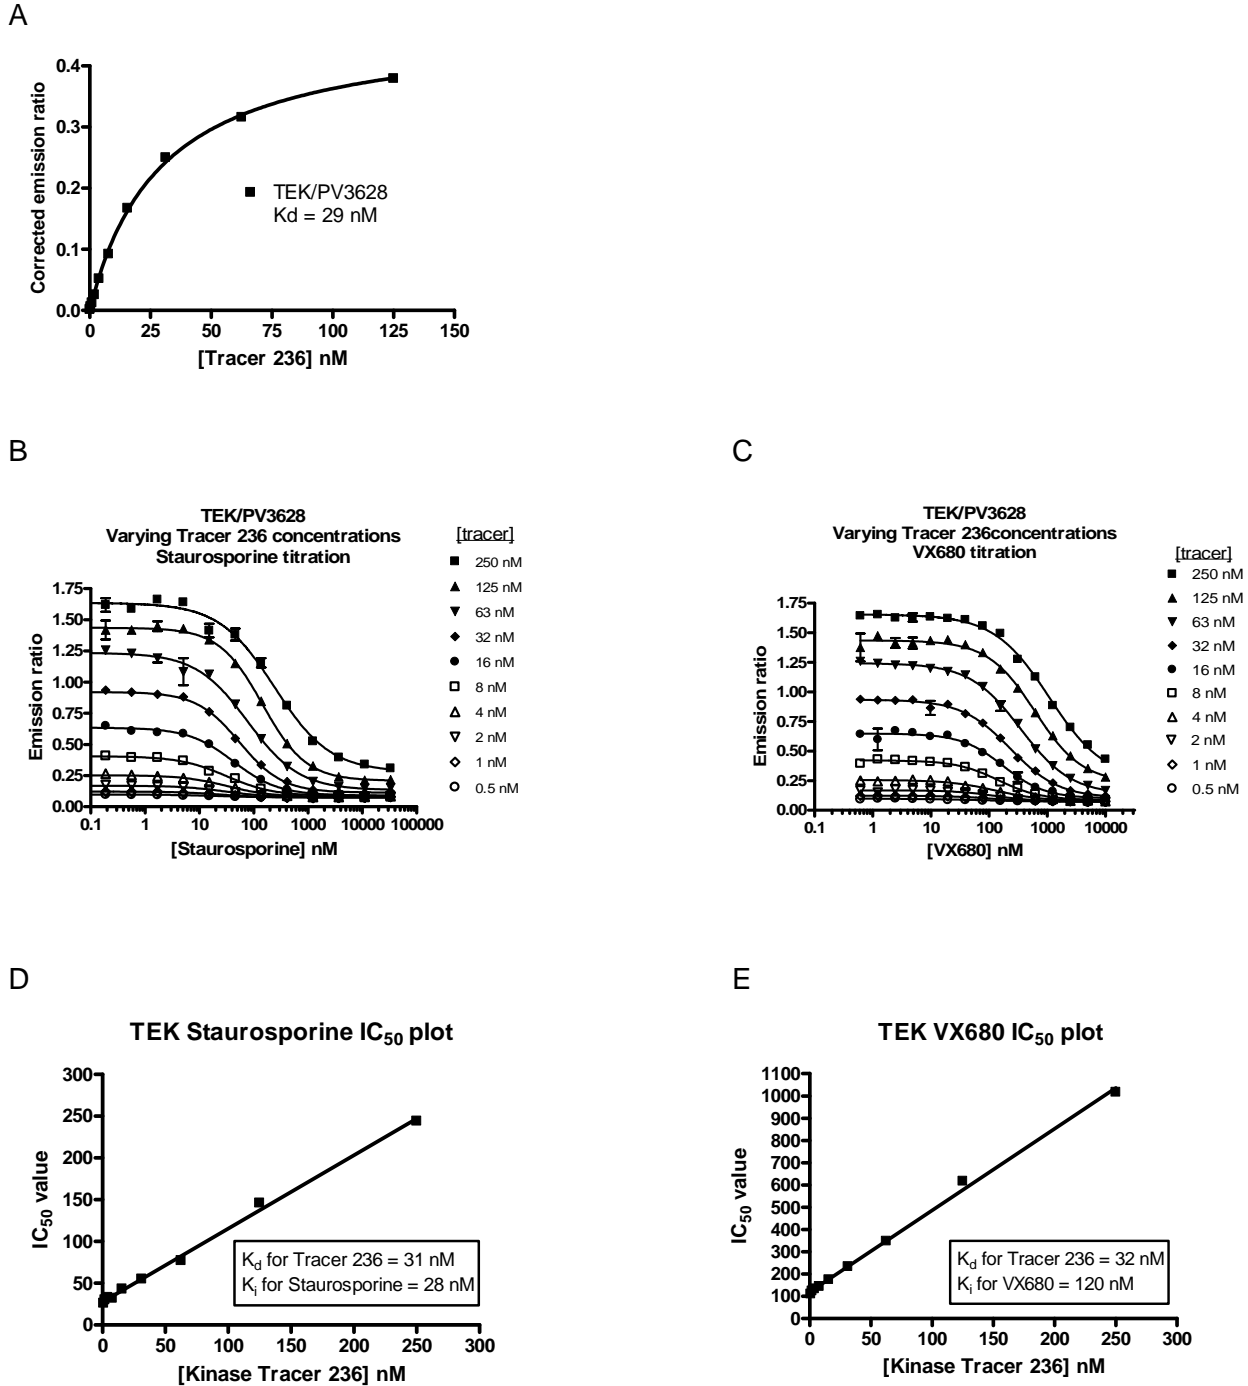 A
0.4
0.3
0.2
0.1
0.0
Corrected emission ratio
TEK/PV3628
Kd = 29 nM
0 25 50 75 100 125 150
[Tracer 236] nM
B
TEK/PV3628
Varying Tracer 236 concentrations
Staurosporine titration
[tracer]
250 nM
125 nM
63 nM
32 nM
16 nM
8 nM
4 nM
2 nM
1 nM
0.5 nM
1.75
1.50
1.25
1.00
0.75
0.50
0.25
0.00
Emission ratio
0.1 1 10 100 1000 10000 100000
[Staurosporine] nM
C
TEK/PV3628
Varying Tracer 236concentrations
VX680 titration
[tracer]
250 nM
125 nM
63 nM
32 nM
16 nM
8 nM
4 nM
2 nM
1 nM
0.5 nM
1.75
1.50
1.25
1.00
0.75
0.50
0.25
0.00
Emission ratio
0.1 1 10 100 1000 10000
[VX680] nM
D
TEK Staurosporine IC50 plot
300
250
200
150
100
50
0
IC50 value
Kd for Tracer 236 = 31 nM
Ki for Staurosporine = 28 nM
0 50 100 150 200 250 300
[Kinase Tracer 236] nM
E
TEK VX680 IC50 plot
1100
1000
900
800
700
600
500
400
300
200
100
0
IC50 value
Kd for Tracer 236 = 32 nM
Ki for VX680 = 120 nM
0 50 100 150 200 250 300
[Kinase Tracer 236] nM